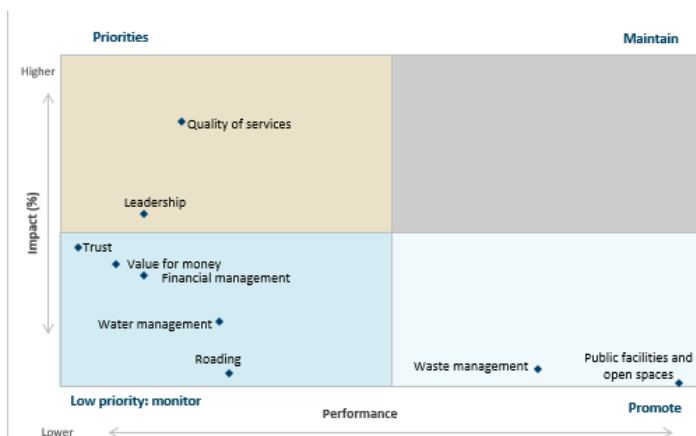 Priorities
Maintain
Higher
Quality of services
Leadership
Impact (%)
Trust
Value for money
Financial management
Water management
Roading
Waste management
Public facilities and
open spaces
Low priority: monitor
Performance
Promote
Lower